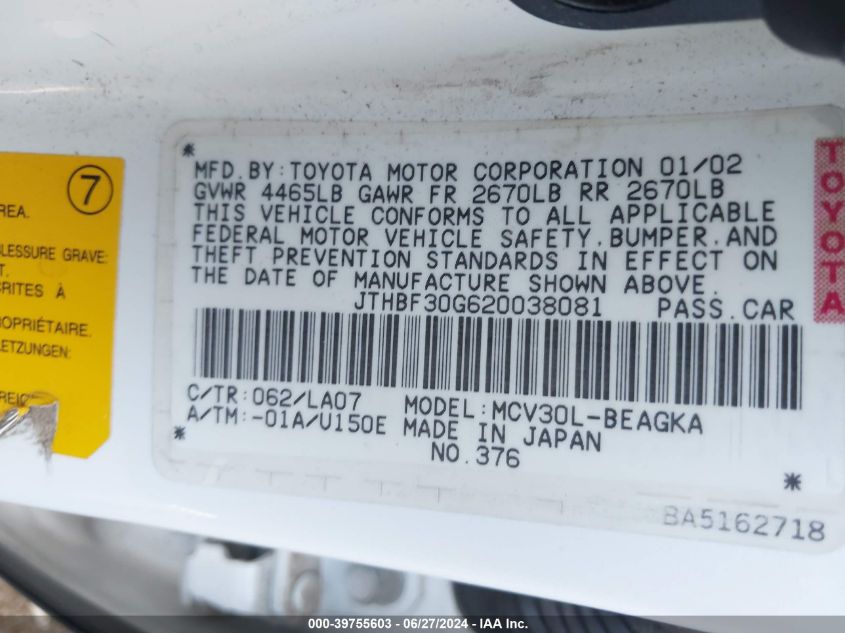 7
REA.
LESSURE GRAVE:
T.
CRITES À
ROPRIÉTAIRE.
LETZUNGEN:
REICH
* MFD.BY:TOYOTA MOTOR CORPORATION 01/02
GVWR 4465LB GAWR FR 2670LB RR 2670LB
THIS VEHICLE CONFORMS TO ALL APPLICABLE
FEDERAL MOTOR VEHICLE SAFETY,BUMPER,AND
THEFT PREVENTION STANDARDS IN EFFECT ON
THE DATE OF MANUFACTURE SHOWN ABOVE.
JTHBF30G620038081 PASS.CAR
C/TR:062/LA07 MODEL:MCV30L-BEAGKA
A/TM:-01A/U150E MADE IN JAPAN
* NO.376 *
BA5162718
TOYOTA
000-39755603 - 06/27/2024 - IAA Inc.